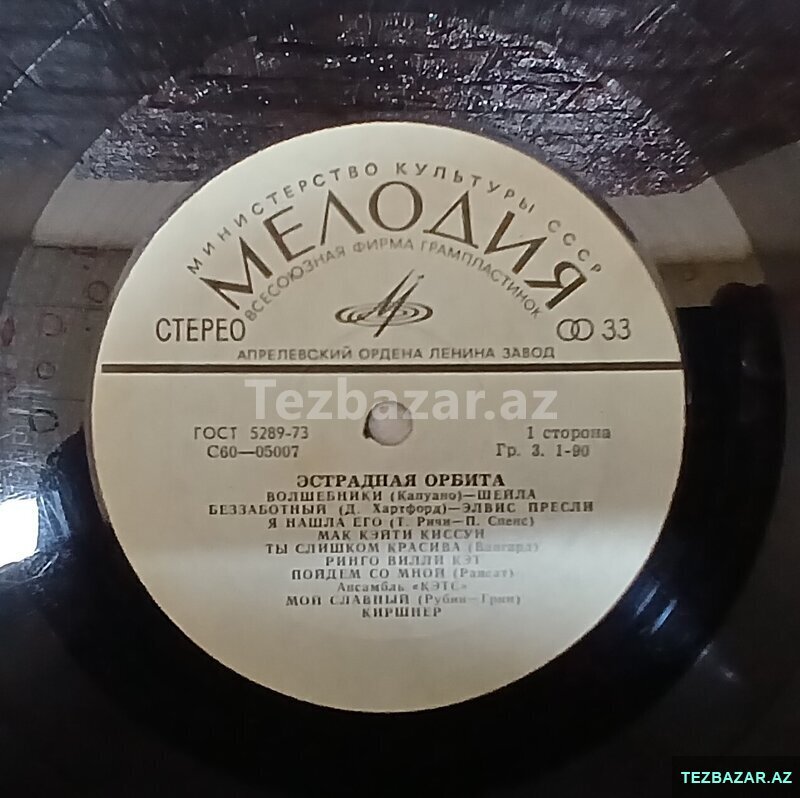 МИНИСТЕРСТВО КУЛЬТУРЫ СССР
МЕЛОДИЯ
ВСЕСОЮЗНАЯ ФИРМА ГРАМПЛАСТИНОК
СТЕРЕО
33
АПРЕЛЕВСКИЙ ОРДЕНА ЛЕНИНА ЗАВОД
Tezbazar.az
ГОСТ 5289-73
1 сторона
С60—05007
Гр. 3. 1-90
ЭСТРАДНАЯ ОРБИТА
ВОЛШЕБНИКИ (Капуано)—ШЕЙЛА
БЕЗЗАБОТНЫЙ (Д. Хартфорд)—ЭЛВИС ПРЕСЛИ
Я НАШЛА ЕГО (Т. Ричи—П. Спенс)
МАК КЭЙТИ КИССУН
ТЫ СЛИШКОМ КРАСИВА (Вангард)
РИНГО ВИЛЛИ КЭТ
ПОЙДЕМ СО МНОЙ (Рапсат)
Ансамбль «КЭТС»
МОЙ СЛАВНЫЙ (Рубин—Грин)
КИРШНЕР
TEZBAZAR.AZ